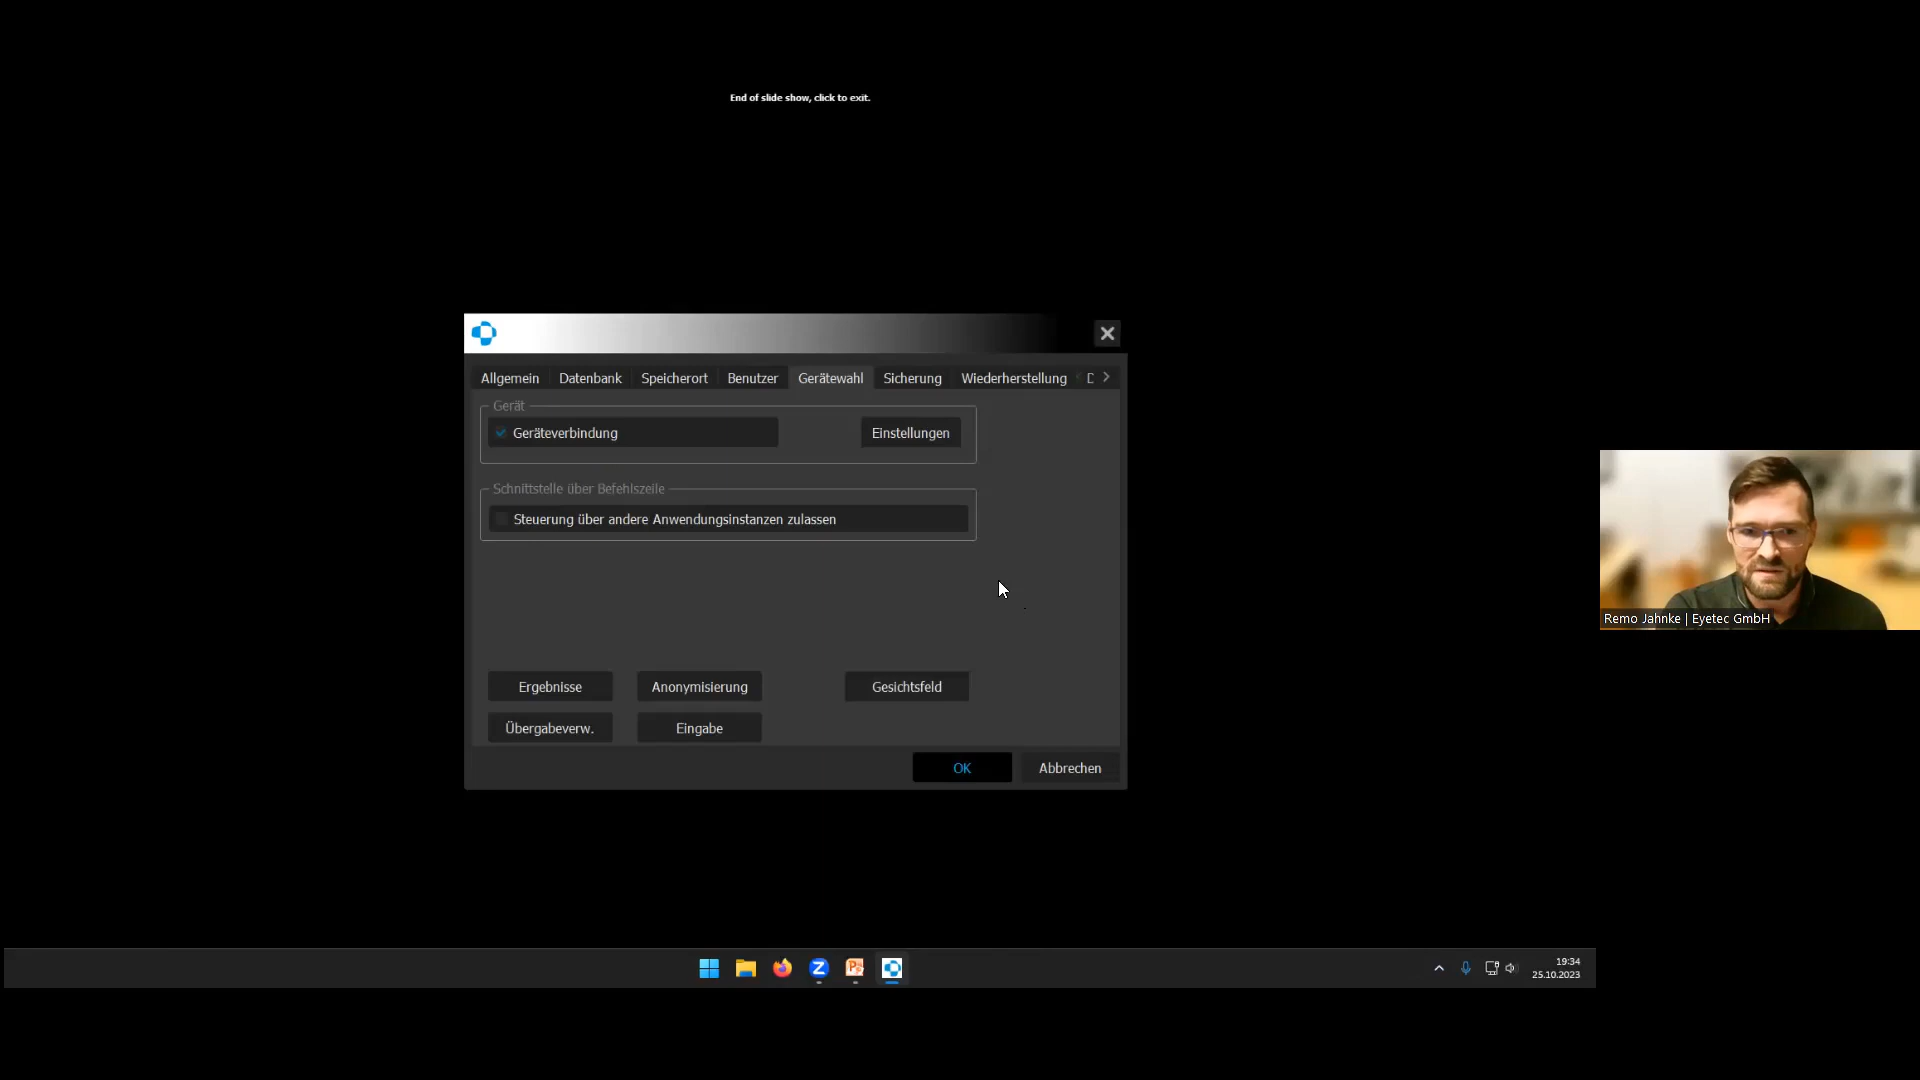 End of slide show, click to exit.
Allgemein Datenbank Speicherort Benutzer Gerätewahl Sicherung Wiederherstellung
Gerät
Geräteverbindung
Einstellungen
Schnittstelle über Befehlszeile
Steuerung über andere Anwendungsinstanzen zulassen
Ergebnisse Anonymisierung Gesichtsfeld
Übergabeverw. Eingabe
OK Abbrechen
Remo Jahnke | Eyetec GmbH
19:34
25.10.2023